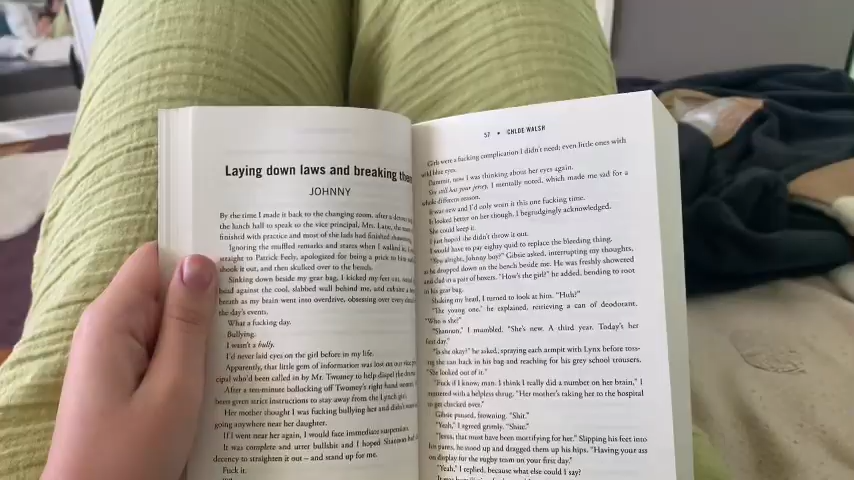 Laying down laws and breaking them
JOHNNY
By the time I made it back to the changing room, after a detour
the lunch hall to speak to the vice principal, Mrs. Lane, the
finished with practice and most of the lads had finished showering.
Ignoring the muffled remarks and stares when I walked in, I
straight to Patrick Feely, apologized for being a prick to him
shook it out, and then skulked over to the bench.
Sinking down beside my gear bag, I kicked my feet out,
head against the cool, slabbed wall behind me, and exhaled a
breath as my brain went into overdrive, obsessing over every
the day's events.
What a fucking day.
Bullying.
I wasn't a bully.
I'd never laid eyes on the girl before in my life.
Apparently, that little gem of information was lost on our
cipal who'd been called in by Mr. Twomey to help dispel the
After a ten-minute bollocking off Twomey's right hand
been given strict instructions to stay away from the Lynch girl.
Her mother thought I was fucking bullying her and didn't want
going anywhere near her daughter.
If I went near her again, I would face immediate suspension.
It was complete and utter bullshit and I hoped Shannon had
decency to straighten it out – and stand up for me.
Fuck it.
57 • CHLOE WALSH
Girls were a fucking complication I didn't need; even little ones with
wild blue eyes.
Dammit, now I was thinking about her eyes again.
She still has your jersey, I mentally noted, which made me sad for a
whole different reason.
It was new and I'd only worn it this one fucking time.
It looked better on her though, I begrudgingly acknowledged.
She could keep it.
I just hoped she didn't throw it out.
I would have to pay eighty quid to replace the bleeding thing.
"You alright, Johnny boy?" Gibsie asked, interrupting my thoughts,
as he dropped down on the bench beside me. He was freshly showered
and clad in a pair of boxers. "How's the girl?" he added, bending to root
in his gear bag.
Shaking my head, I turned to look at him. "Huh?"
"The young one," he explained, retrieving a can of deodorant.
"Who is she?"
"Shannon," I mumbled. "She's new. A third year. Today's her
first day."
"Is she okay?" he asked, spraying each armpit with Lynx before toss-
ing the can back in his bag and reaching for his grey school trousers.
"She looked out of it."
"Fuck if I know, man. I think I really did a number on her brain," I
returned with a helpless shrug. "Her mother's taking her to the hospital
to get checked over."
Gibsie paused, frowning. "Shit."
"Yeah," I agreed grimly. "Shit."
"Jesus, that must have been mortifying for her." Slipping his feet into
his pants, he stood up and dragged them up his hips. "Having your ass
on display for the rugby team on your first day."
"Yeah," I replied, because what else could I say?